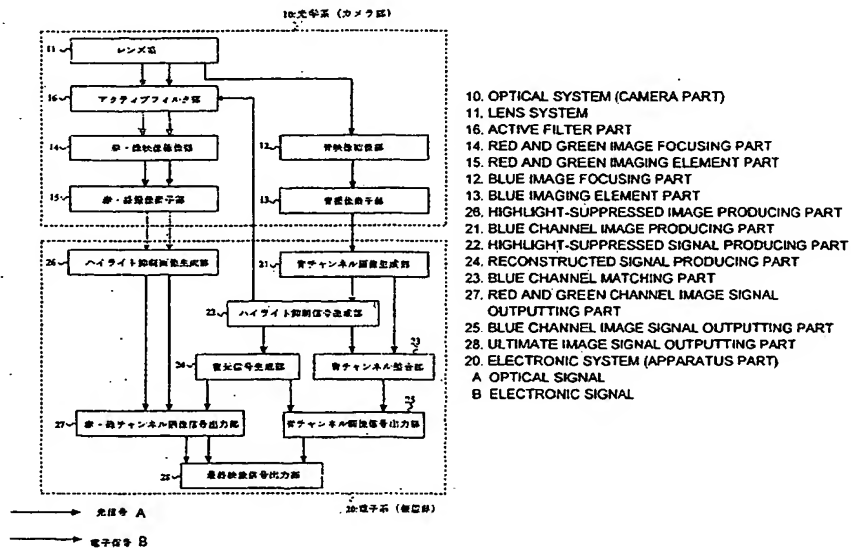 10:光学系 (カメラ部)
11 レンズ系
16 アクティブフィルタ部
14 赤・緑映像結像部
12 青映像結像部
15 赤・緑撮像素子部
13 青撮像素子部
26 ハイライト抑制画像生成部
21 青チャンネル画像生成部
22 ハイライト抑制信号生成部
23
24 復元信号生成部
青チャンネル整合部
25
27 赤・緑チャンネル画像信号出力部
青チャンネル画像信号出力部
28 最終映像信号出力部
20:電子系
光信号 A
電子信号 B
10. OPTICAL SYSTEM (CAMERA PART)
11. LENS SYSTEM
16. ACTIVE FILTER PART
14. RED AND GREEN IMAGE FOCUSING PART
15. RED AND GREEN IMAGING ELEMENT PART
12. BLUE IMAGE FOCUSING PART
13. BLUE IMAGING ELEMENT PART
26. HIGHLIGHT-SUPPRESSED IMAGE PRODUCING PART
21. BLUE CHANNEL IMAGE PRODUCING PART
22. HIGHLIGHT-SUPPRESSED SIGNAL PRODUCING PART
24. RECONSTRUCTED SIGNAL PRODUCING PART
23. BLUE CHANNEL MATCHING PART
27. RED AND GREEN CHANNEL IMAGE SIGNAL
OUTPUTTING PART
25. BLUE CHANNEL IMAGE SIGNAL OUTPUTTING PART
28. ULTIMATE IMAGE SIGNAL OUTPUTTING PART
20. ELECTRONIC SYSTEM (APPARATUS PART)
A OPTICAL SIGNAL
B ELECTRONIC SIGNAL